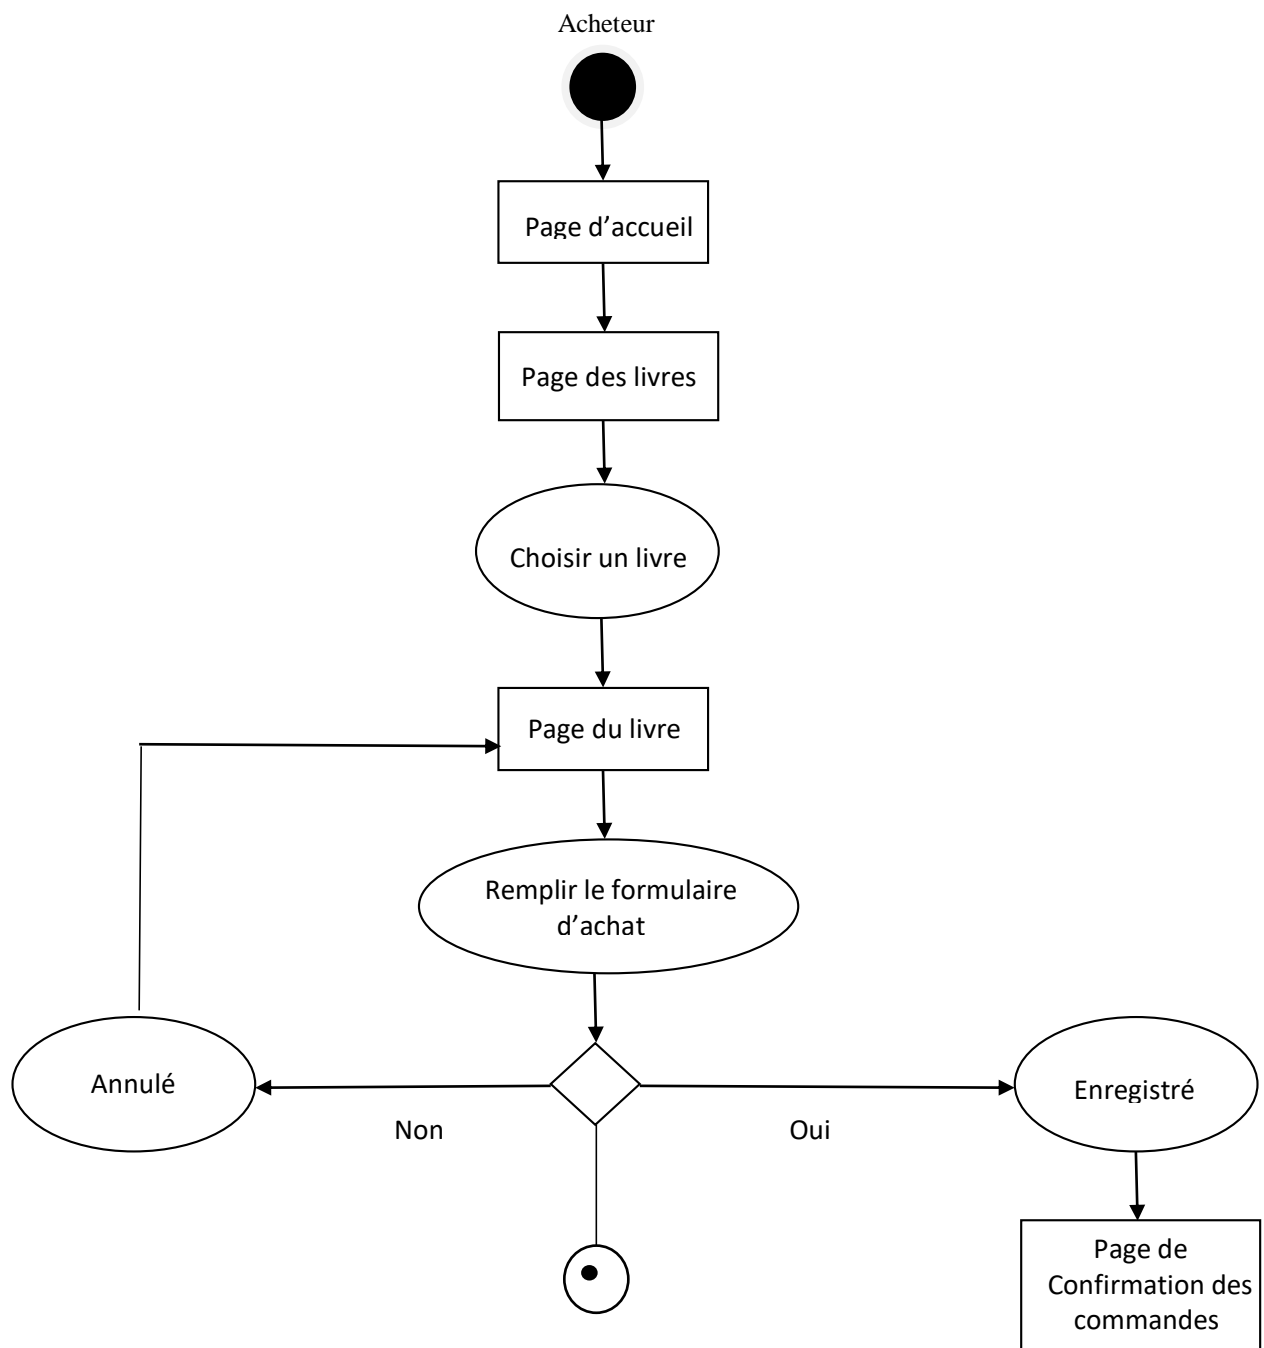 Acheteur
Page d’accueil
Page des livres
Choisir un livre
Page du livre
Remplir le formulaire
d’achat
Annulé
Non
Oui
Enregistré
Page de
Confirmation des
commandes